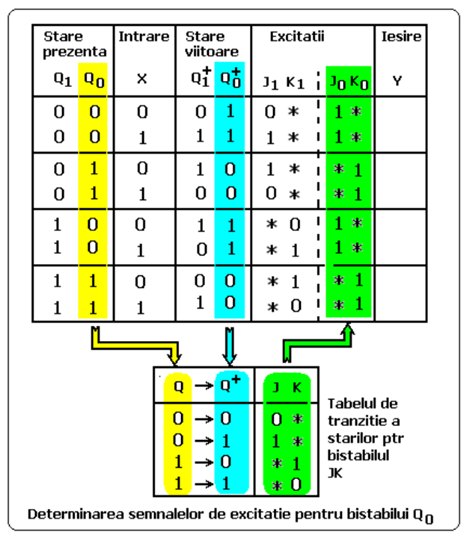 Stare prezenta Intrare Stare viitoare Excitatii Iesire
Q1 Q0 X Q1+ Q0+ J1 K1 J0 K0 Y
0 0 0 0 1 0 * 1 *
0 0 1 1 1 1 * 1 *
0 1 0 1 0 1 * * 1
0 1 1 0 0 0 * * 1
1 0 0 1 1 * 0 1 *
1 0 1 0 1 * 1 1 *
1 1 0 0 0 * 1 * 1
1 1 1 1 0 * 0 * 1
Q → Q+ J K
0 → 0 0 *
0 → 1 1 *
1 → 0 * 1
1 → 1 * 0
Tabelul de
tranzitie a
starilor ptr
bistabilul
JK
Determinarea semnalelor de excitatie pentru bistabilului Q0